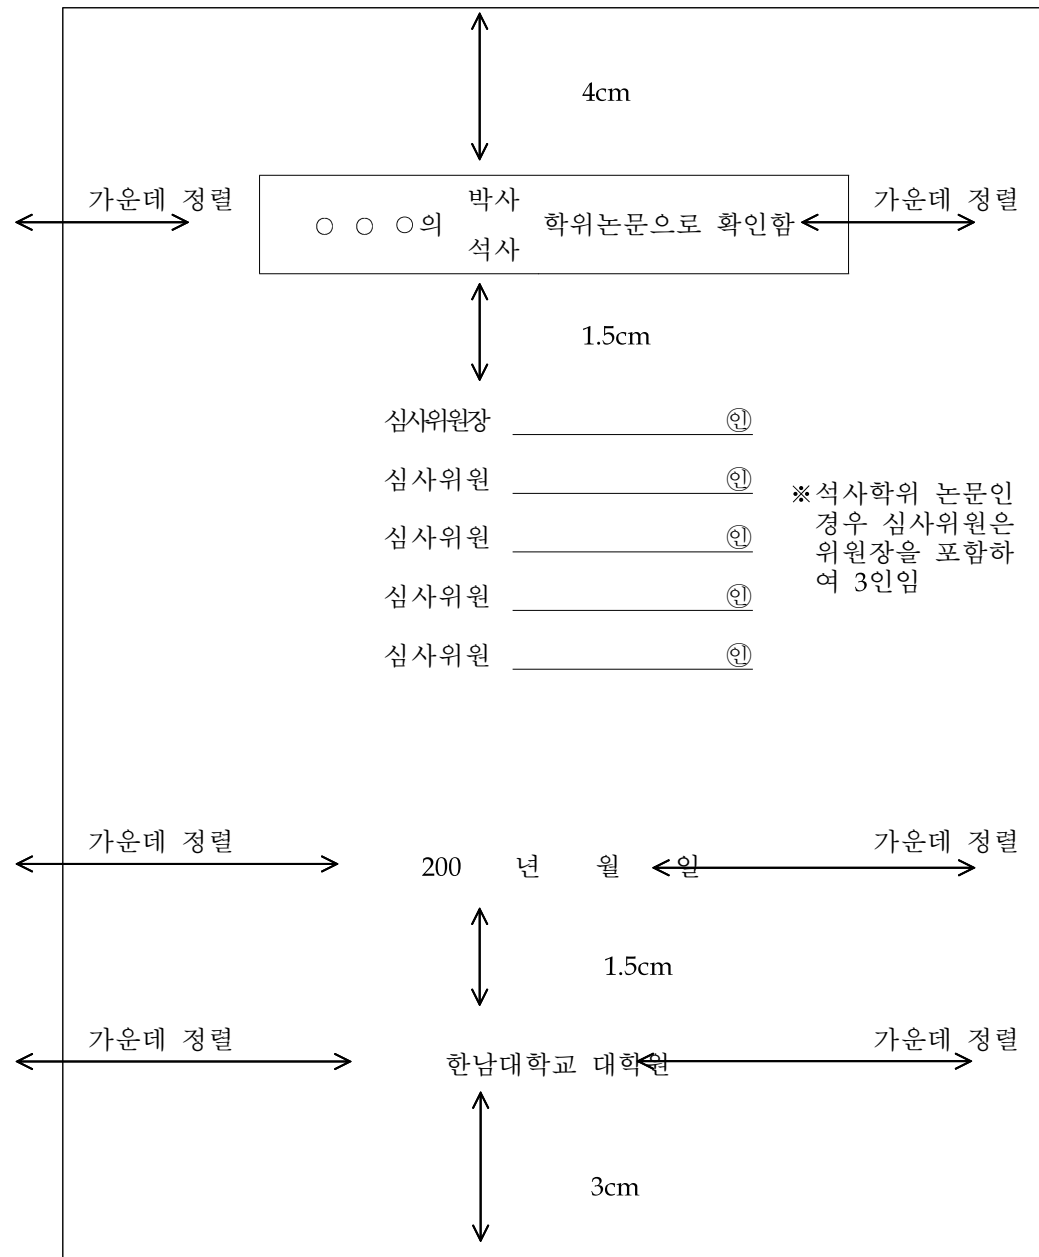 4cm
가운데 정렬
가운데 정렬
박사
○ ○ ○의 학위논문으로 확인함
석사
1.5cm
심사위원장 ㊞
심사위원 ㊞
심사위원 ㊞
심사위원 ㊞
심사위원 ㊞
※석사학위 논문인
경우 심사위원은
위원장을 포함하
여 3인임
가운데 정렬
가운데 정렬
200 년 월 일
1.5cm
가운데 정렬
가운데 정렬
한남대학교 대학원
3cm